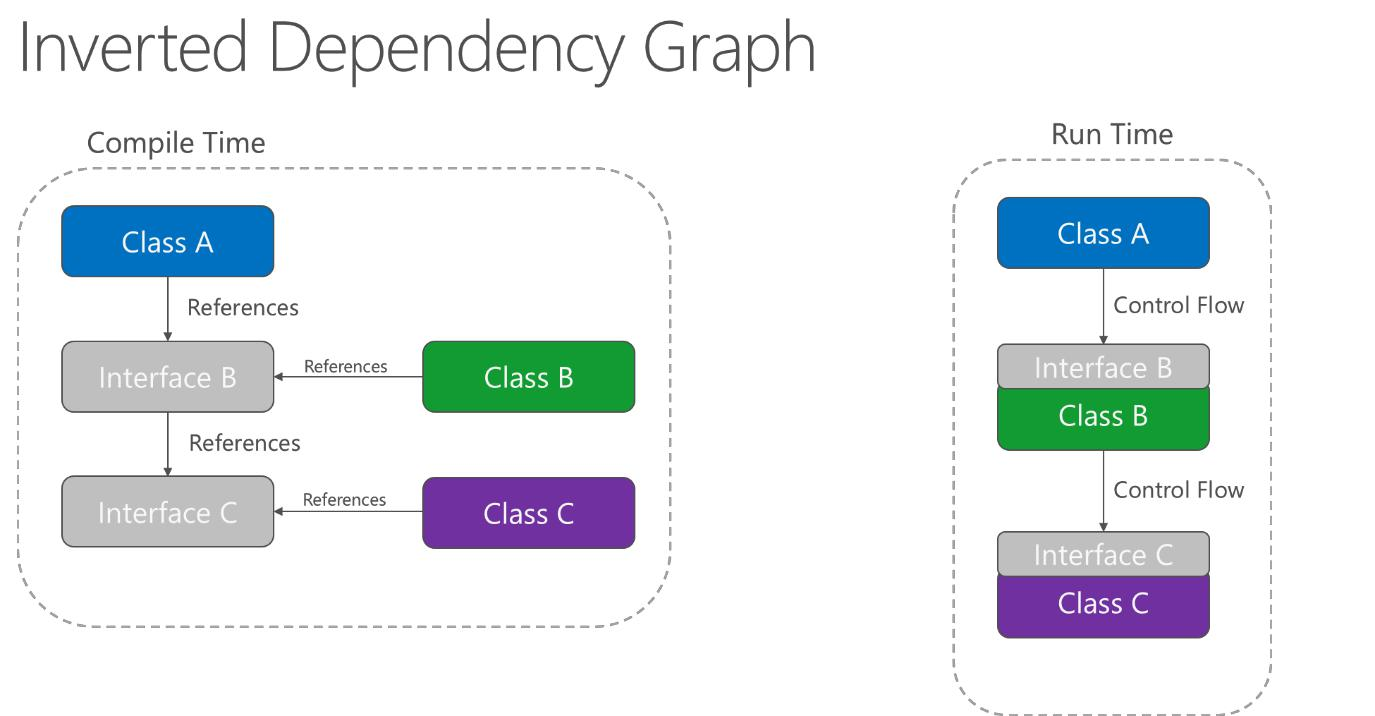 Inverted Dependency Graph
Compile Time
Class A
References
Interface B
References
Class B
References
Interface C
References
Class C
Run Time
Class A
Control Flow
Interface B
Class B
Control Flow
Interface C
Class C